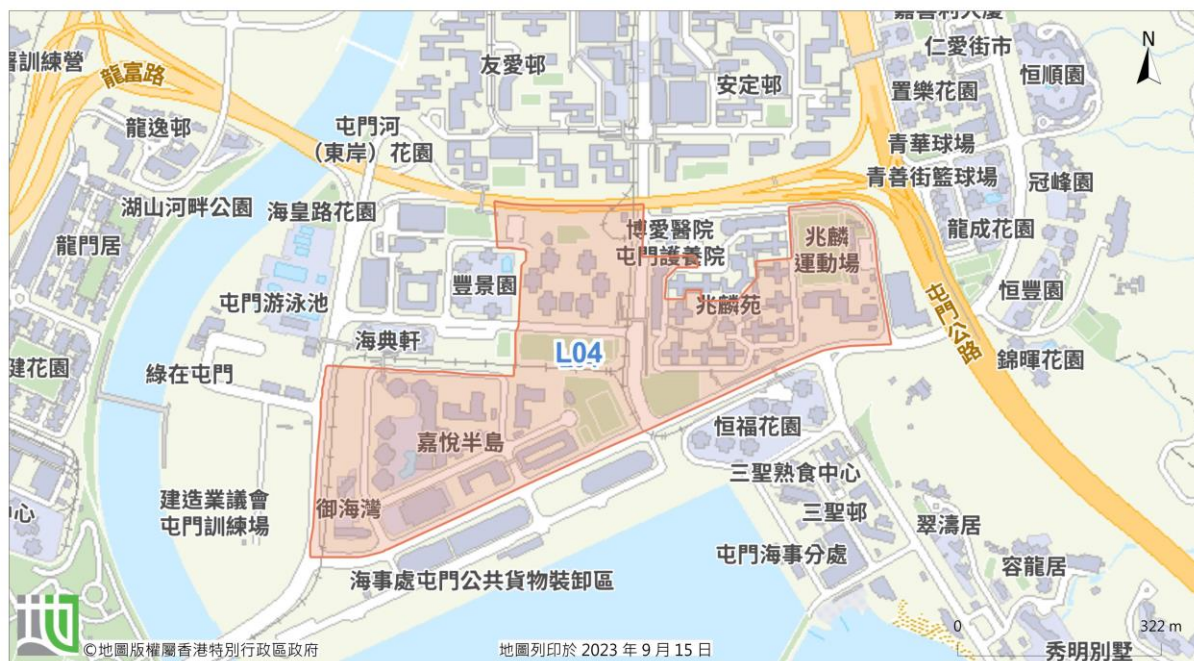 嘉善利大廈
仁愛街市
恒順園
N
署訓練營
友愛邨
安定邨
置樂花園
龍富路
龍逸邨
屯門河
（東岸）花園
青華球場
青善街籃球場
冠峰園
湖山河畔公園
海皇路花園
博愛醫院
屯門護養院
兆麟
運動場
龍成花園
龍門居
豐景園
屯門游泳池
兆麟苑
恒豐園
屯門公路
海典軒
L04
錦暉花園
健花園
綠在屯門
嘉悅半島
恒福花園
三聖熟食中心
御海灣
建造業議會
屯門訓練場
中心
三聖邨
翠濤居
屯門海事分處
容龍居
海事處屯門公共貨物裝卸區
0
322 m
秀明別墅
©地圖版權屬香港特別行政區政府
地圖列印於 2023 年 9 月 15 日